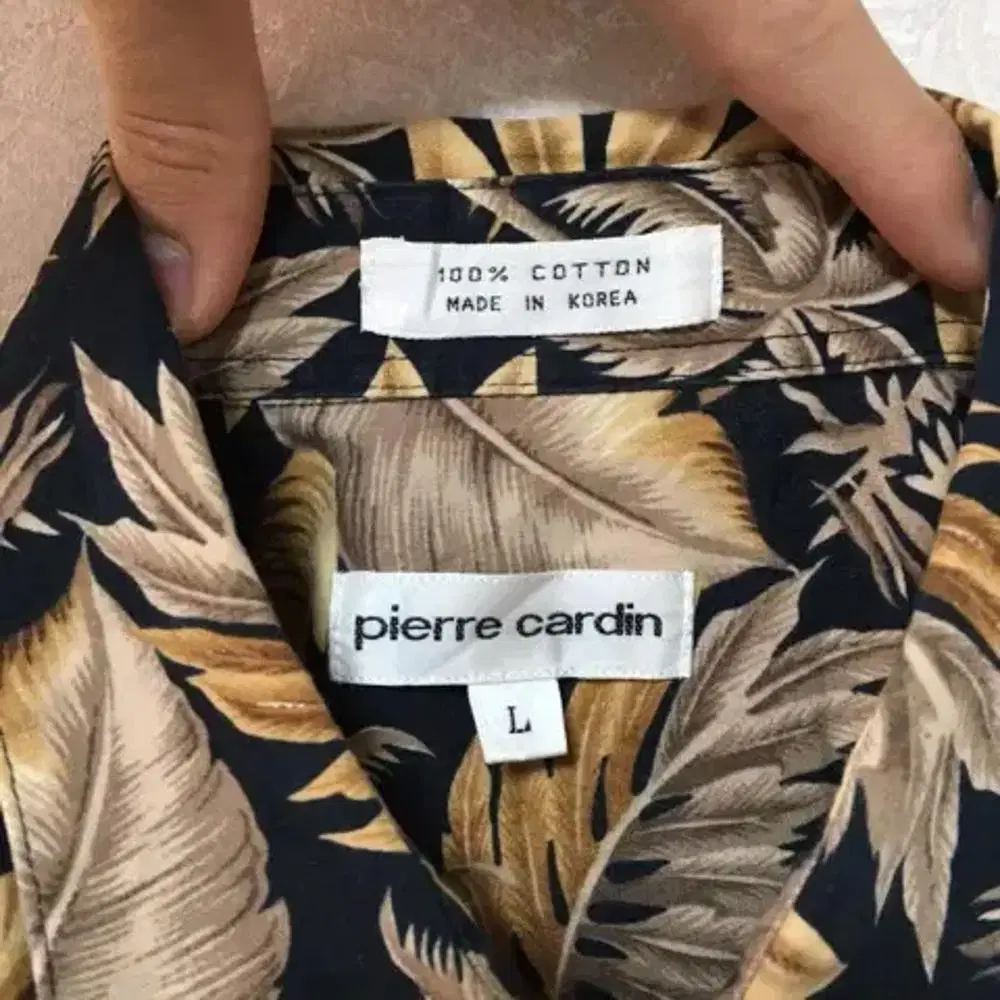 100% COTTON
MADE IN KOREA
pierre cardin
L